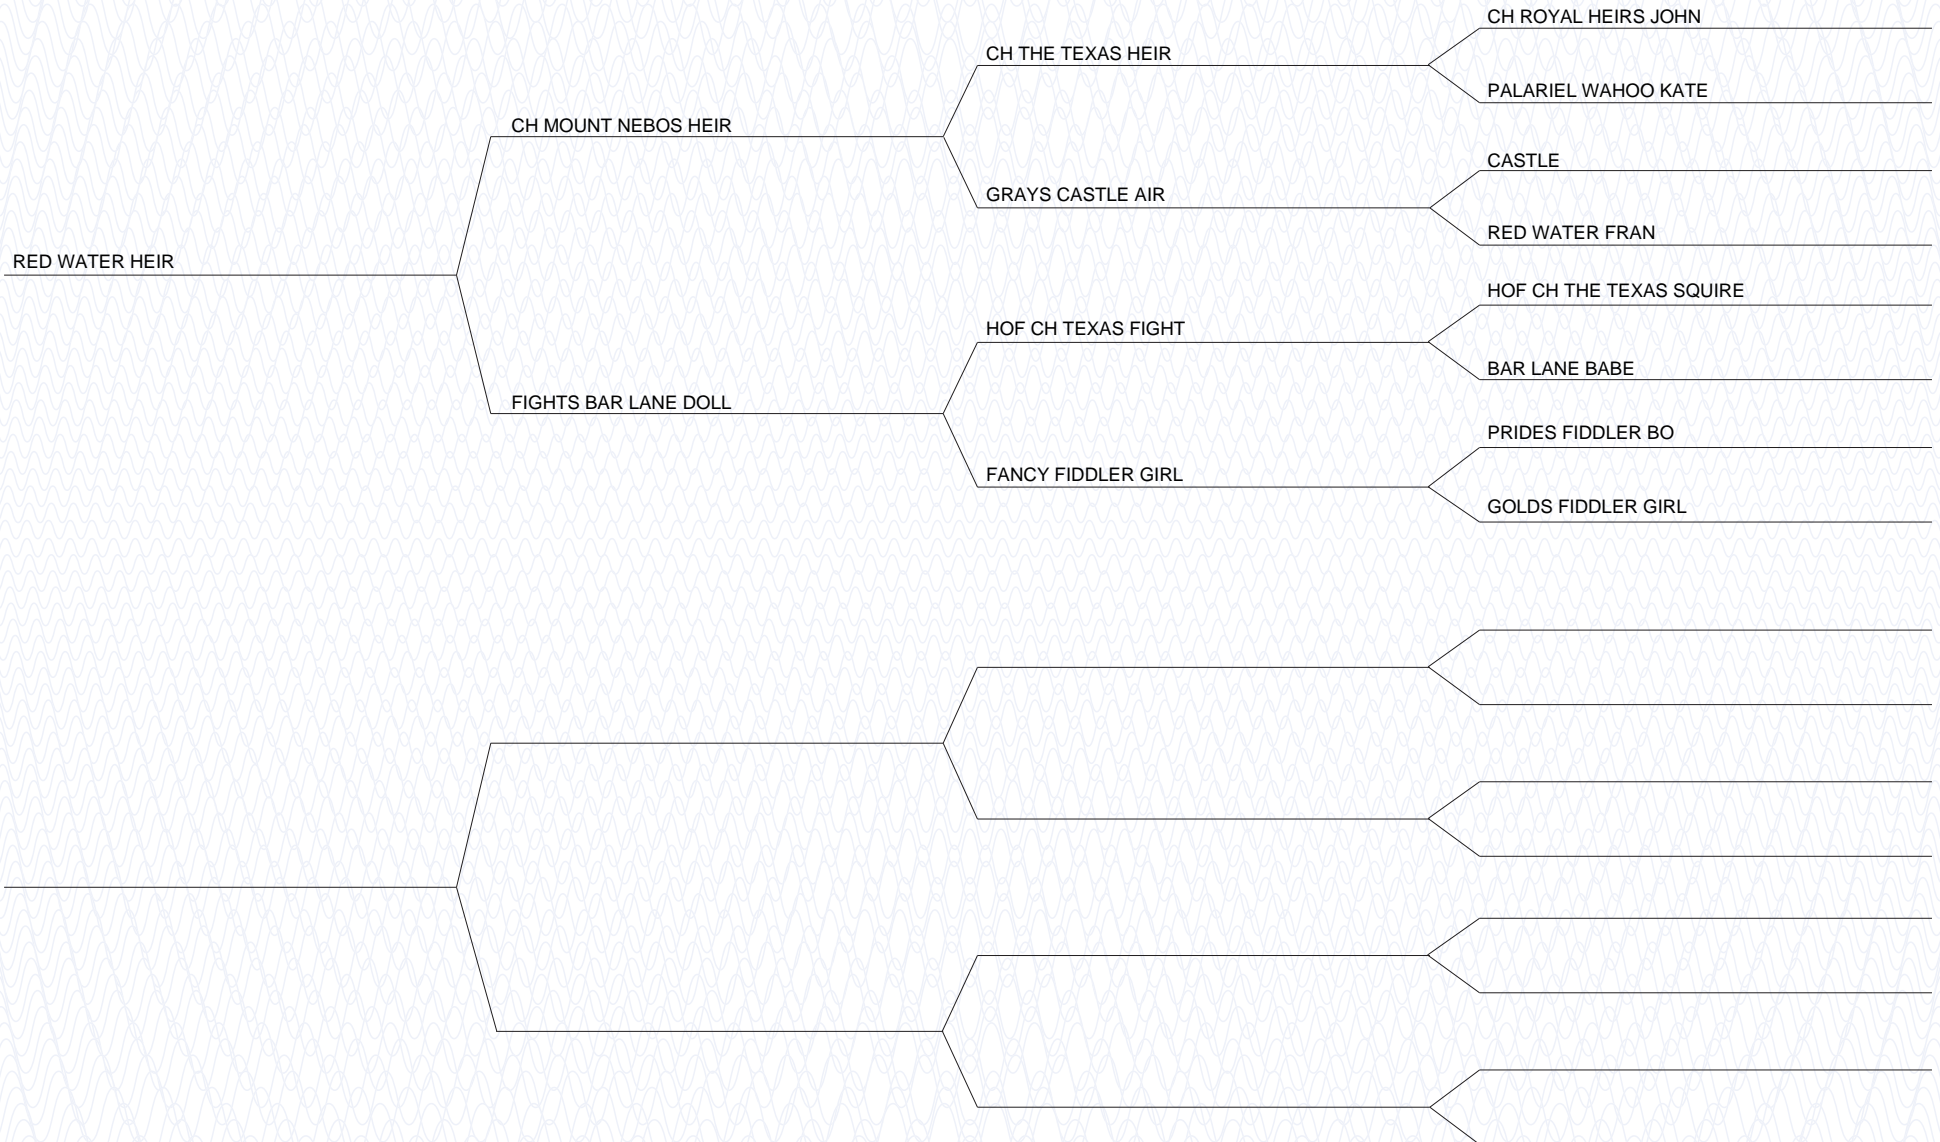 CH ROYAL HEIRS JOHN
CH THE TEXAS HEIR
PALARIEL WAHOO KATE
CH MOUNT NEBOS HEIR
CASTLE
GRAYS CASTLE AIR
RED WATER FRAN
RED WATER HEIR
HOF CH THE TEXAS SQUIRE
HOF CH TEXAS FIGHT
BAR LANE BABE
FIGHTS BAR LANE DOLL
PRIDES FIDDLER BO
FANCY FIDDLER GIRL
GOLDS FIDDLER GIRL